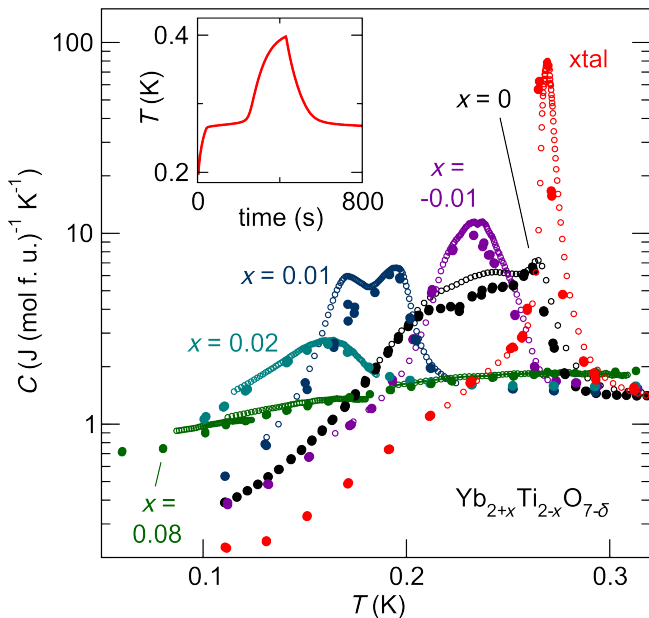 100
10
1
C (J (mol f. u.)⁻¹ K⁻¹)
0.4
0.2
T (K)
0
800
time (s)
xtal
x = 0
x =
-0.01
x = 0.01
x = 0.02
x =
0.08
Yb₂₊ₓTi₂₋ₓO₇₋δ
0.1
0.2
0.3
T (K)